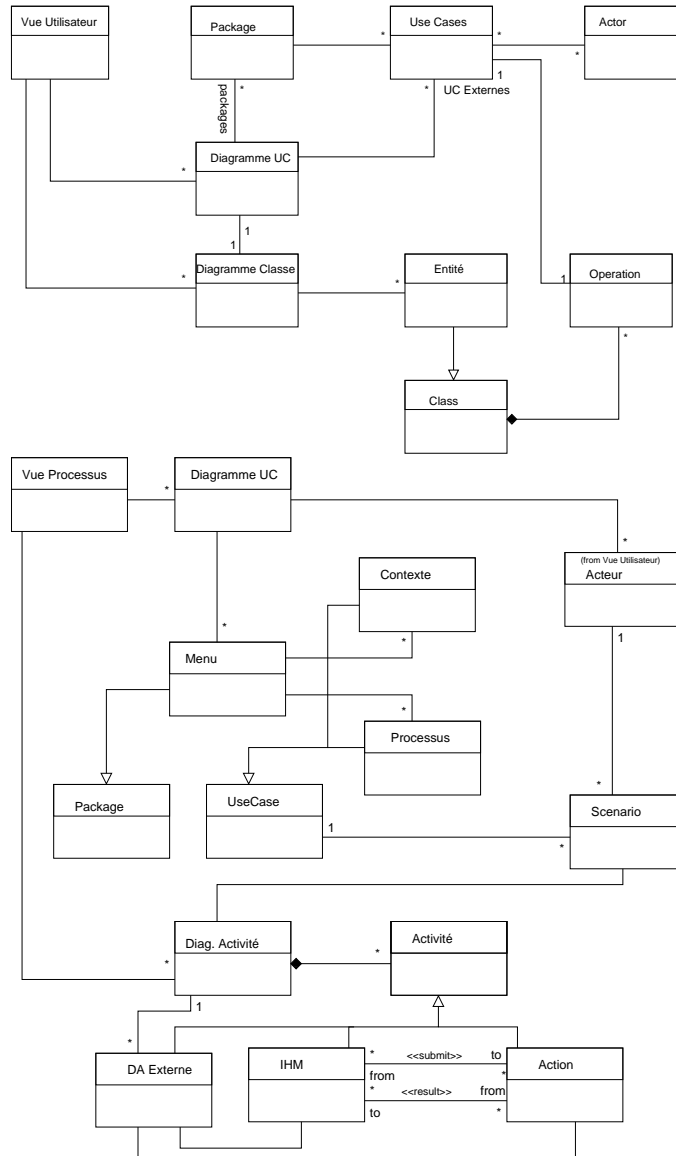 Vue Utilisateur
Package
Use Cases
Actor
*
*
*
*
1
UC Externes
*
packages
*
Diagramme UC
*
1
1
Diagramme Classe
*
Entité
*
Operation
1
*
Class
Vue Processus
Diagramme UC
*
*
(from Vue Utilisateur)
Acteur
Contexte
*
*
1
Menu
*
Processus
*
Package
UseCase
Scenario
1
*
Diag. Activité
Activité
*
*
1
*
DA Externe
IHM
Action
* <<submit>> to
from *
* <<result>> from
to *